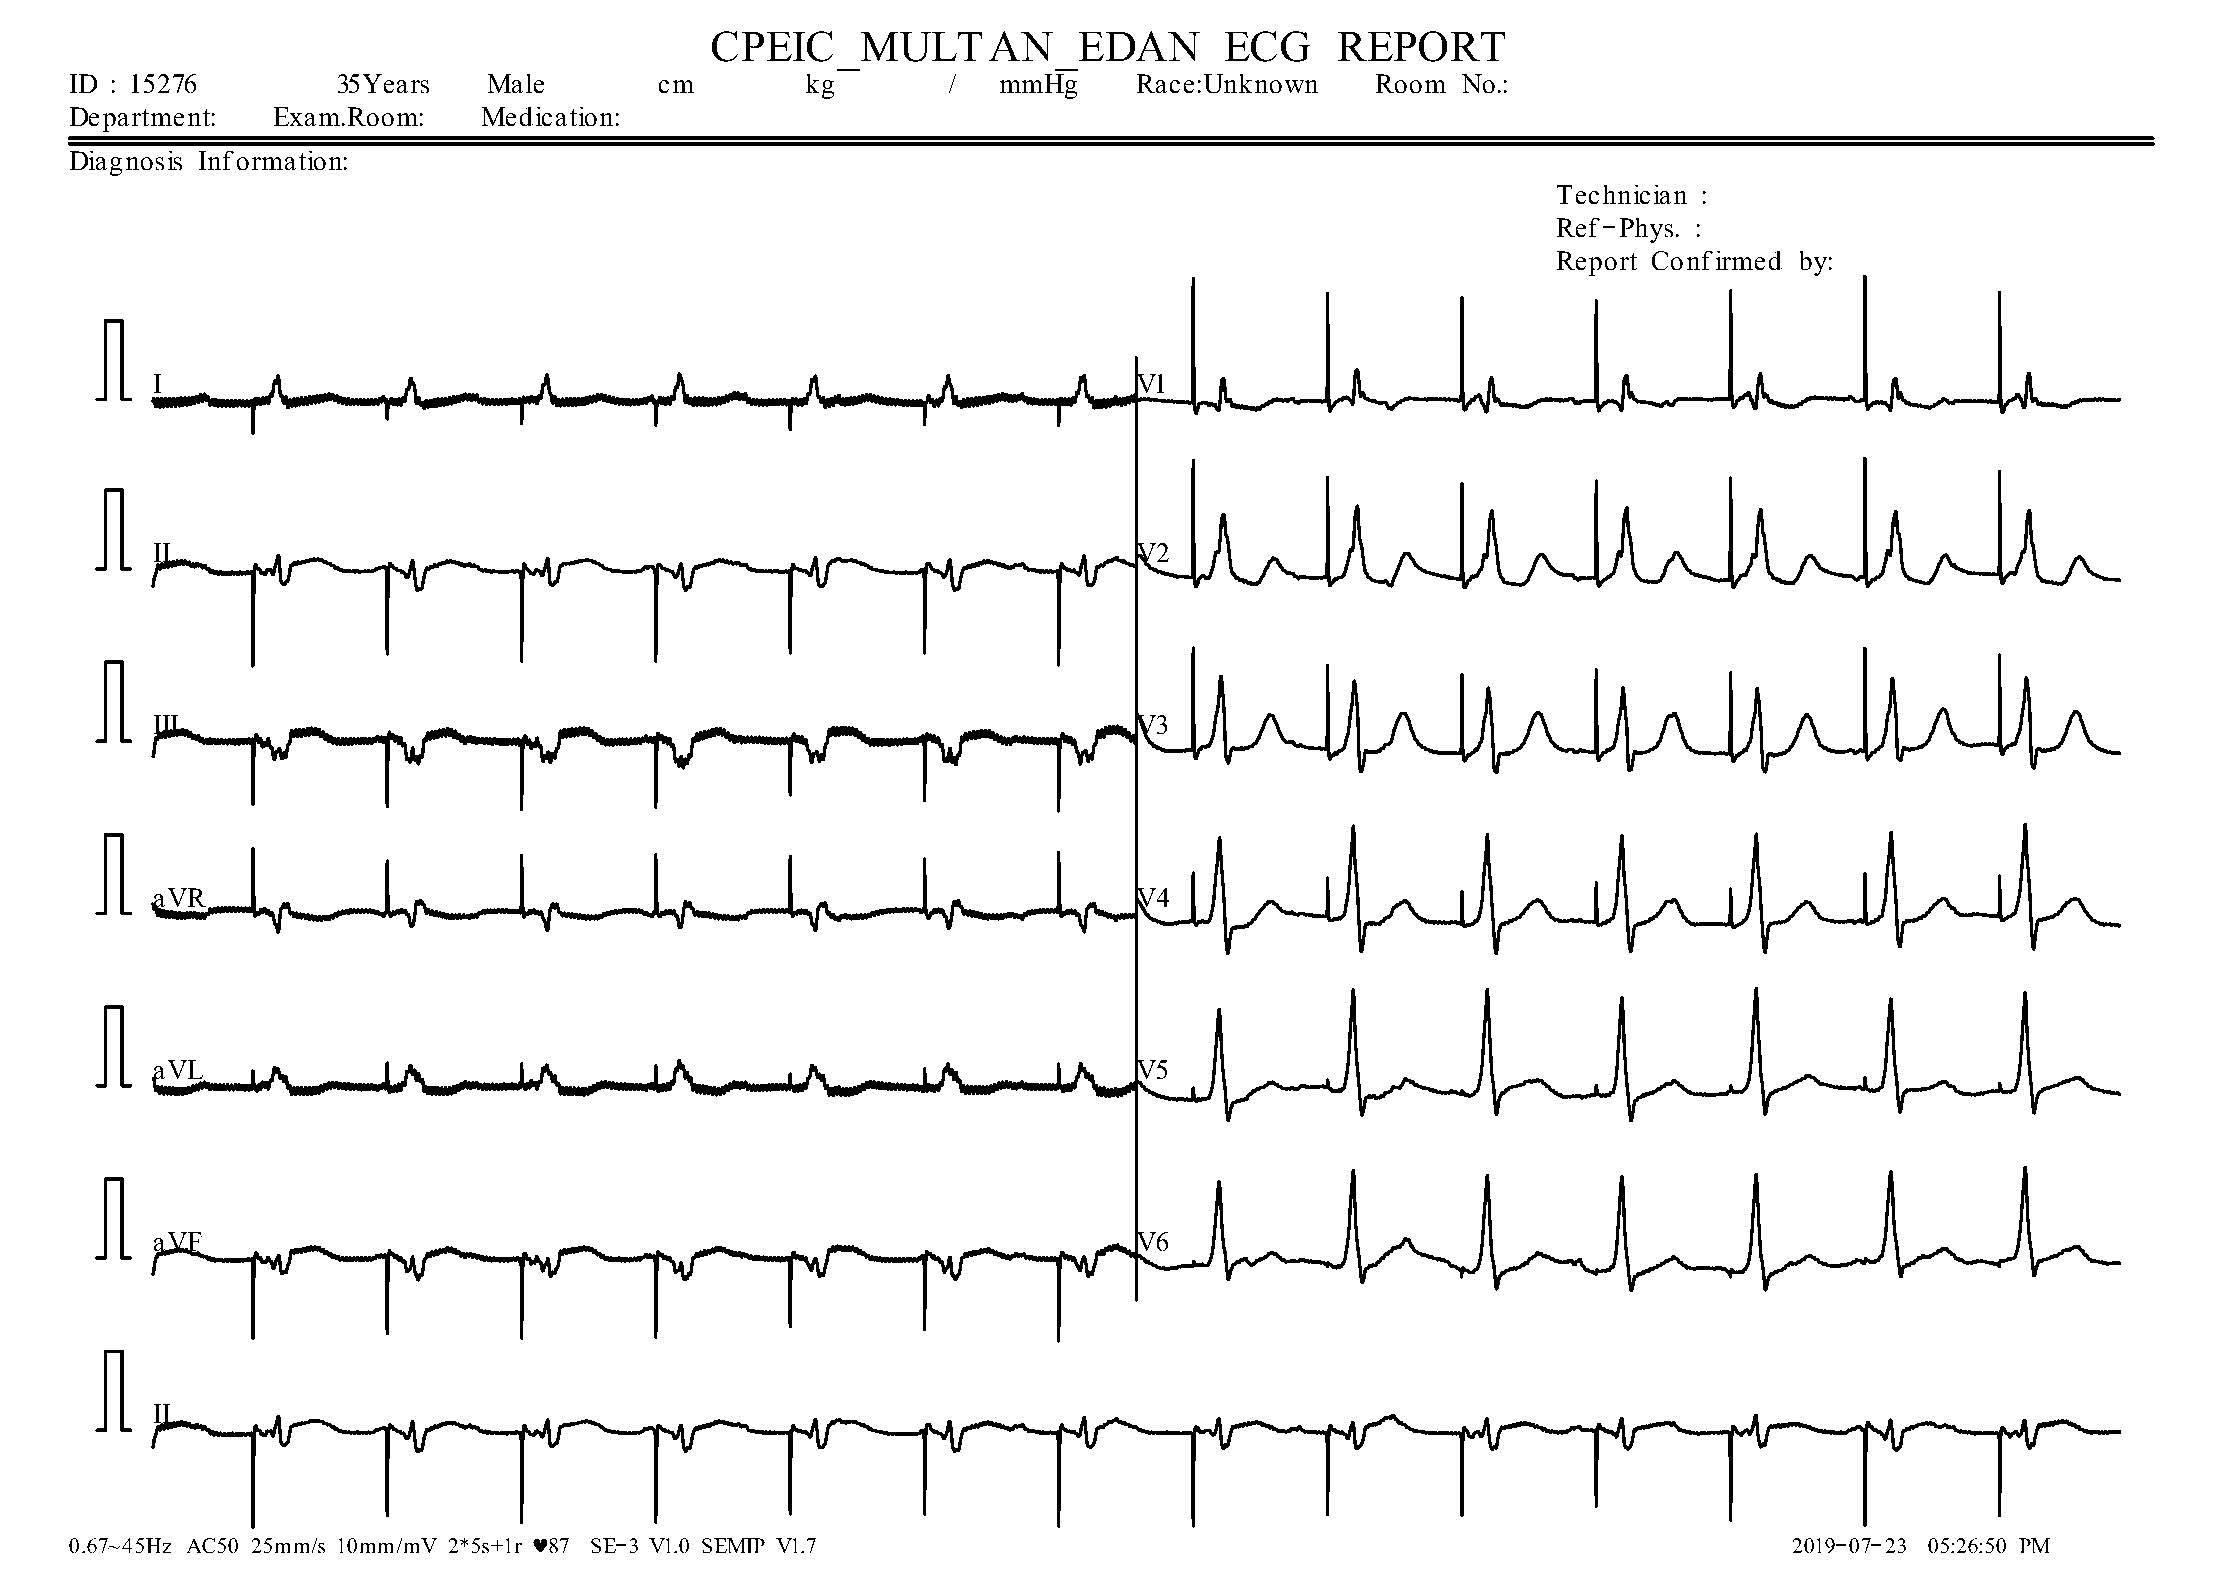 CPEIC_MULTAN_EDAN ECG REPORT
ID : 15276 35Years Male cm kg / mmHg Race:Unknown Room No.:
Department: Exam.Room: Medication:
Diagnosis Information:
Technician :
Ref-Phys. :
Report Confirmed by:
I V1
II V2
III V3
aVR V4
aVL V5
aVF V6
II
0.67~45Hz AC50 25mm/s 10mm/mV 2*5s+1r ♥87 SE-3 V1.0 SEMIP V1.7 2019-07-23 05:26:50 PM